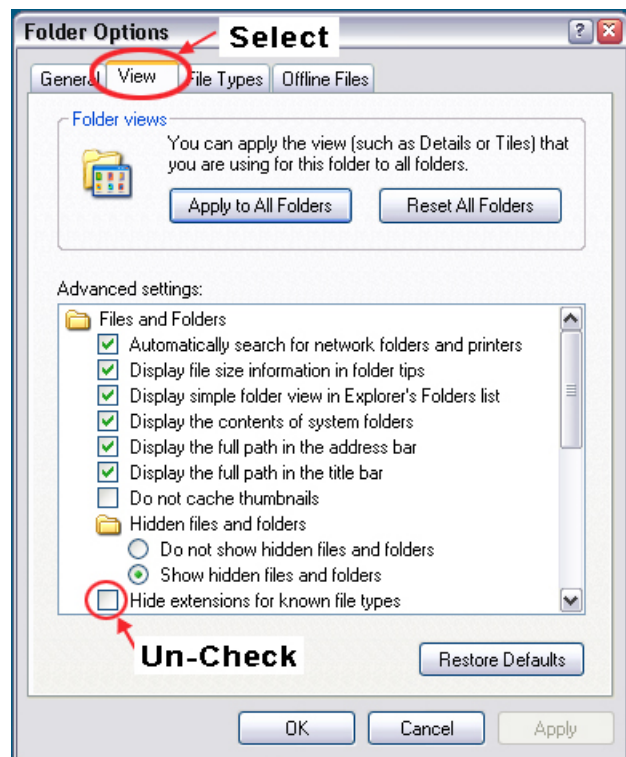 Folder Options
Select
General View File Types Offline Files
Folder views
You can apply the view (such as Details or Tiles) that
you are using for this folder to all folders.
Apply to All Folders Reset All Folders
Advanced settings:
Files and Folders
Automatically search for network folders and printers
Display file size information in folder tips
Display simple folder view in Explorer's Folders list
Display the contents of system folders
Display the full path in the address bar
Display the full path in the title bar
Do not cache thumbnails
Hidden files and folders
Do not show hidden files and folders
Show hidden files and folders
Hide extensions for known file types
Un-Check
Restore Defaults
OK Cancel Apply